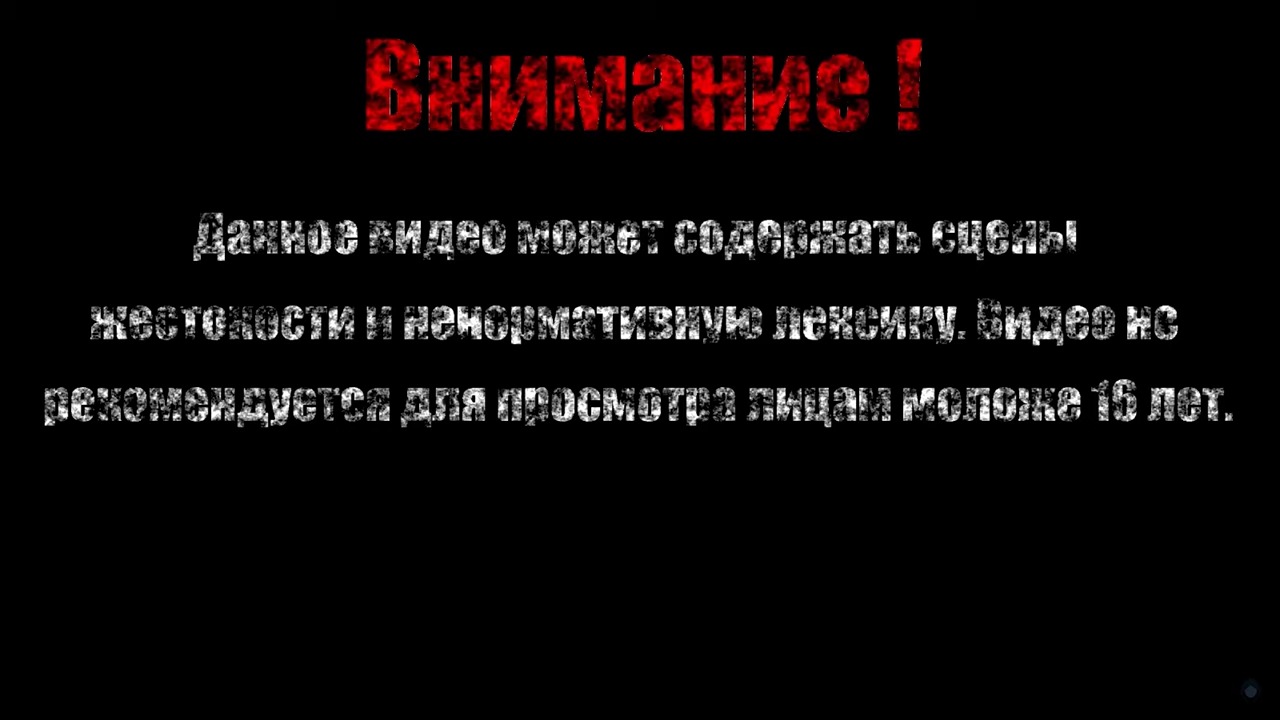 Внимание !
Данное видео может содержать сцены
жестокости и ненормативную лексику. Видео не
рекомендуется для просмотра лицам моложе 16 лет.